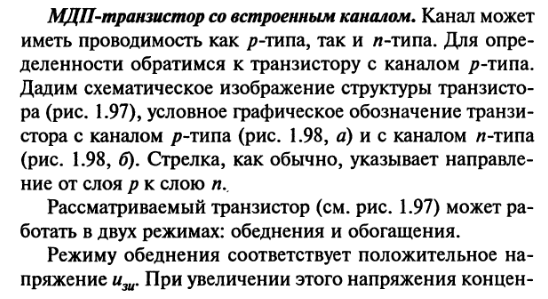 МДП-транзистор со встроенным каналом. Канал может
иметь проводимость как p-типа, так и n-типа. Для опре-
деленности обратимся к транзистору с каналом p-типа.
Дадим схематическое изображение структуры транзисто-
ра (рис. 1.97), условное графическое обозначение транзи-
стора с каналом p-типа (рис. 1.98, а) и с каналом n-типа
(рис. 1.98, б). Стрелка, как обычно, указывает направле-
ние от слоя p к слою n.
Рассматриваемый транзистор (см. рис. 1.97) может ра-
ботать в двух режимах: обеднения и обогащения.
Режиму обеднения соответствует положительное на-
пряжение uзи. При увеличении этого напряжения концен-